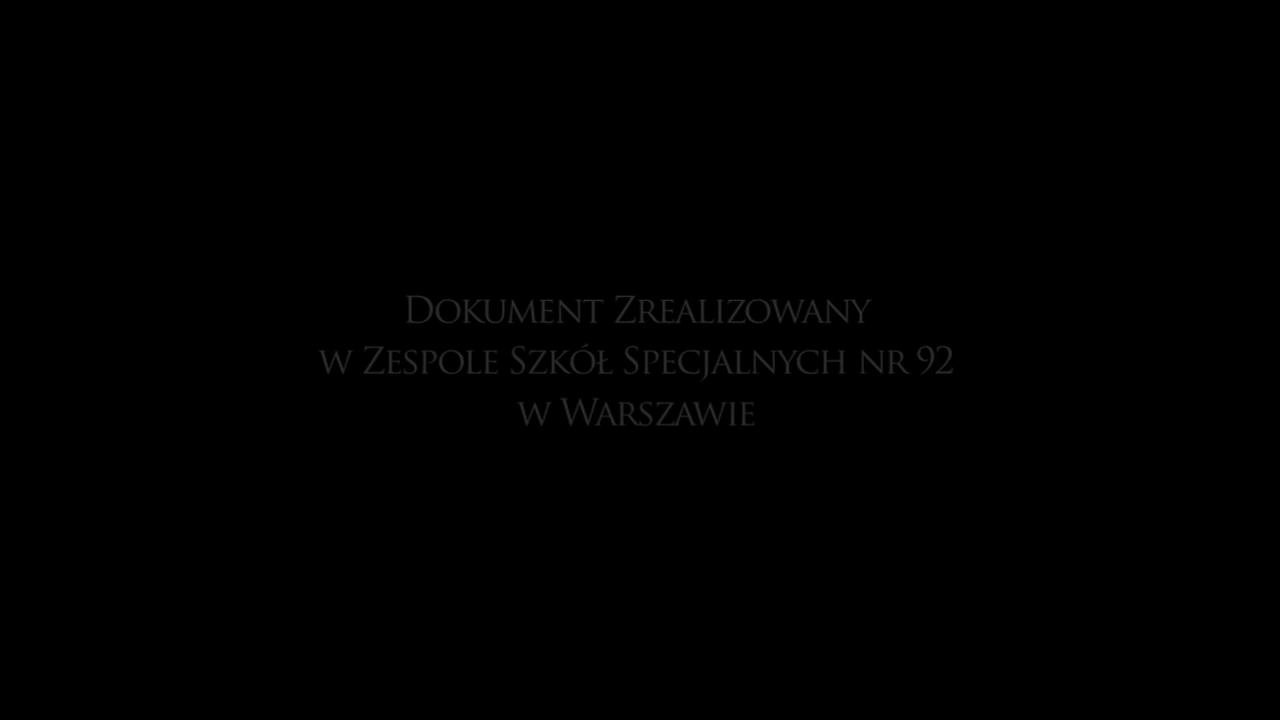 Dokument Zrealizowany
w Zespole Szkół Specjalnych nr 92
w Warszawie